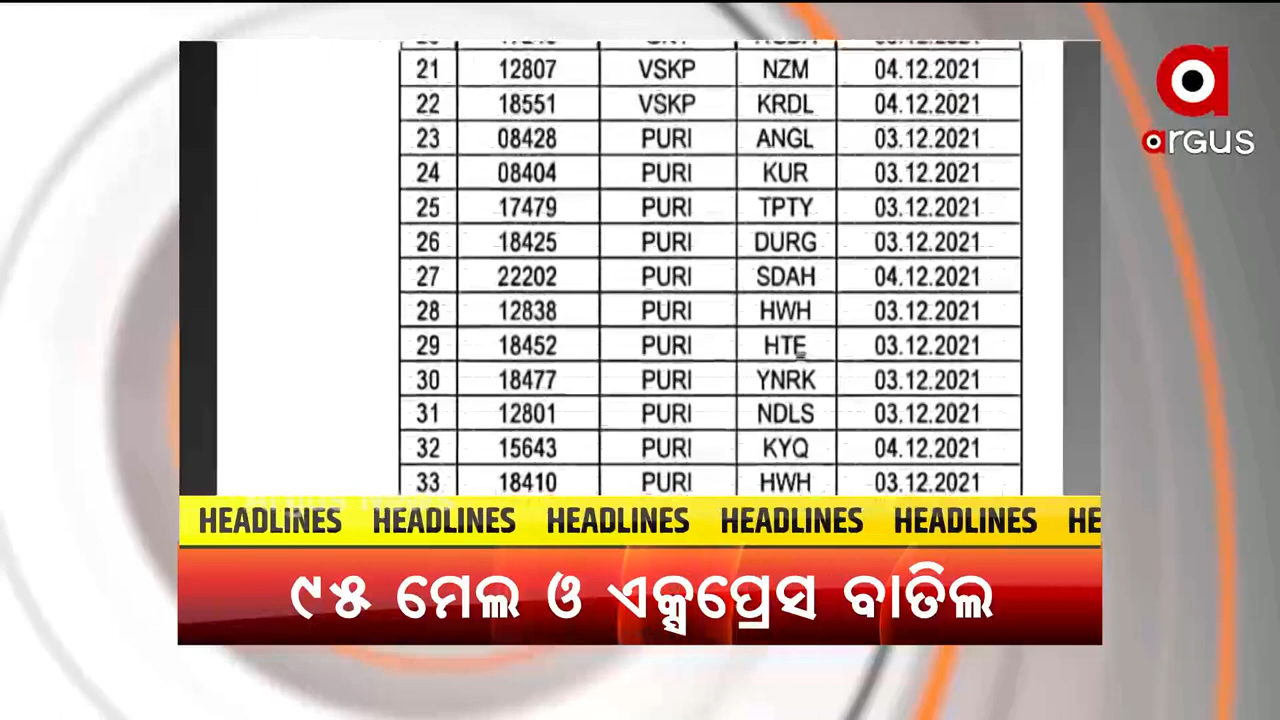 21 12807 VSKP NZM 04.12.2021
22 18551 VSKP KRDL 04.12.2021
23 08428 PURI ANGL 03.12.2021
24 08404 PURI KUR 03.12.2021
25 17479 PURI TPTY 03.12.2021
26 18425 PURI DURG 03.12.2021
27 22202 PURI SDAH 04.12.2021
28 12838 PURI HWH 03.12.2021
29 18452 PURI HTE 03.12.2021
30 18477 PURI YNRK 03.12.2021
31 12801 PURI NDLS 03.12.2021
32 15643 PURI KYQ 04.12.2021
33 18410 PURI HWH 03.12.2021
argus
HEADLINES HEADLINES HEADLINES HEADLINES HEADLINES HE
୯୫ ମେଲ ଓ ଏକ୍ସପ୍ରେସ ବାତିଲ